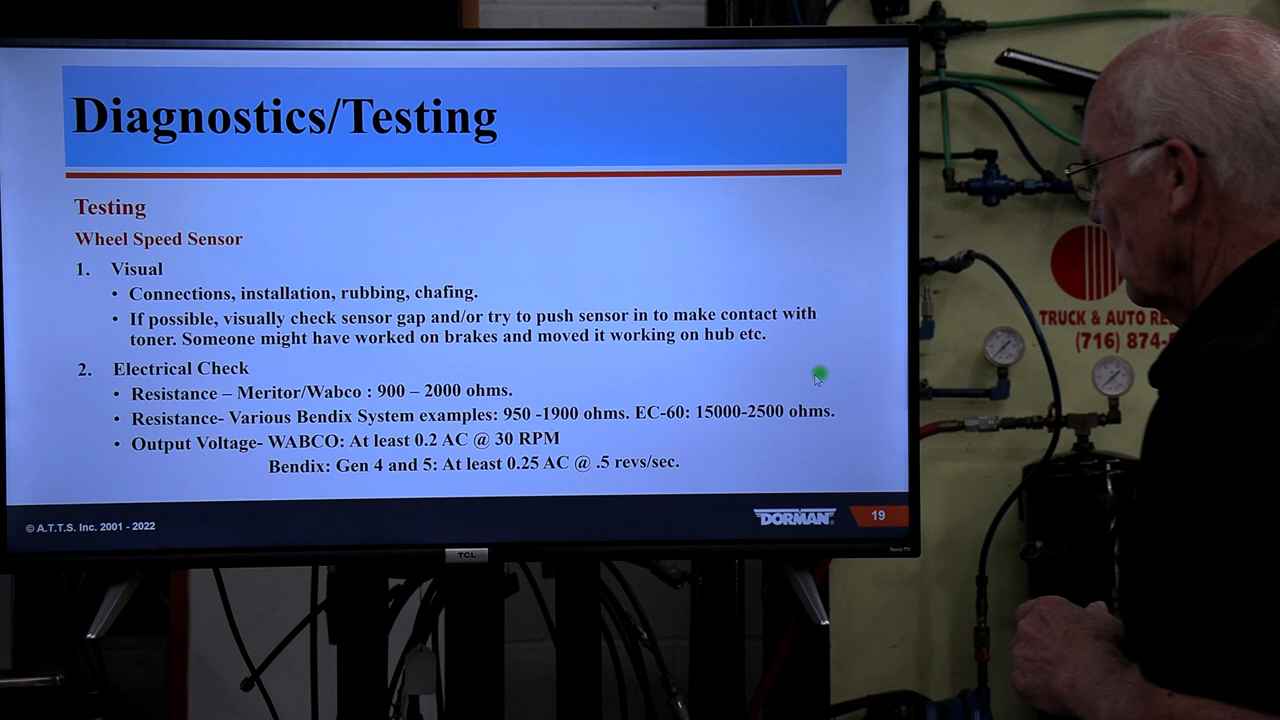 Diagnostics/Testing
Testing
Wheel Speed Sensor
1. Visual
• Connections, installation, rubbing, chafing.
• If possible, visually check sensor gap and/or try to push sensor in to make contact with
toner. Someone might have worked on brakes and moved it working on hub etc.
2. Electrical Check
• Resistance – Meritor/Wabco : 900 – 2000 ohms.
• Resistance- Various Bendix System examples: 950 -1900 ohms. EC-60: 15000-2500 ohms.
• Output Voltage- WABCO: At least 0.2 AC @ 30 RPM
Bendix: Gen 4 and 5: At least 0.25 AC @ .5 revs/sec.
© A.T.T.S. Inc. 2001 - 2022
DORMAN
19
TCL
Roku TV
TRUCK & AUTO RE
(716) 874-